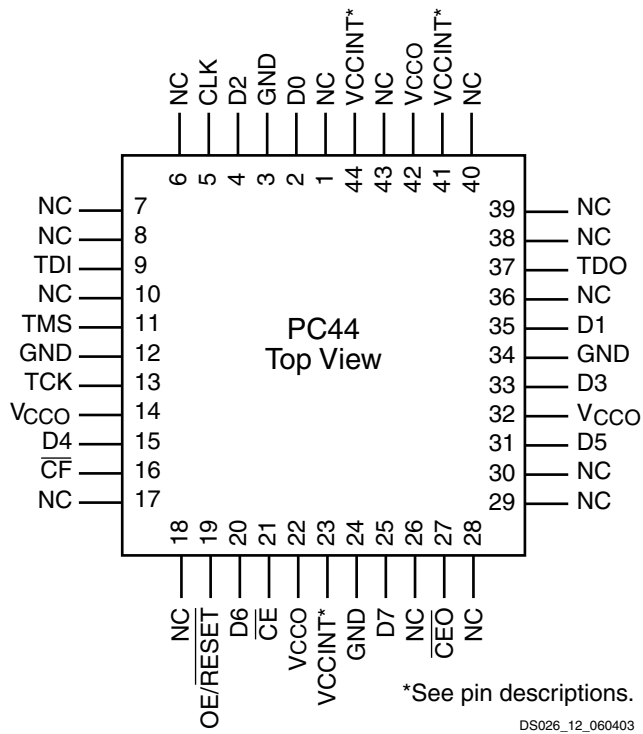 NC CLK D2 GND D0 NC VCCINT* NC VCCO VCCINT* NC
6 5 4 3 2 1 44 43 42 41 40
NC 7 39 NC
NC 8 38 NC
TDI 9 37 TDO
NC 10 36 NC
TMS 11 35 D1
GND 12 34 GND
TCK 13 33 D3
VCCO 14 32 VCCO
D4 15 31 D5
CF 16 30 NC
NC 17 29 NC
PC44
Top View
18 19 20 21 22 23 24 25 26 27 28
NC OE/RESET D6 CE VCCO VCCINT* GND D7 NC CEO NC
*See pin descriptions.
DS026_12_060403